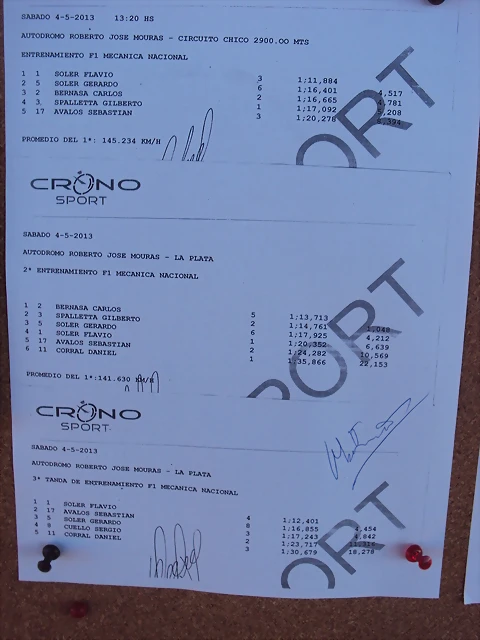 SABADO 4-5-2013 13:20 HS
AUTODROMO ROBERTO JOSE MOURAS - CIRCUITO CHICO 2900.00 MTS
ENTRENAMIENTO F1 MECANICA NACIONAL
1 1 SOLER FLAVIO 3 1;11,884
2 5 SOLER GERARDO 6 1;16,401 4,517
3 2 BERNASA CARLOS 2 1;16,665 4,781
4 3 SPALLETTA GILBERTO 1 1;17,092 5,208
5 17 AVALOS SEBASTIAN 3 1;20,278 8,394
PROMEDIO DEL 1*: 145.234 KM/H
ORT
CRONO
SPORT
SABADO 4-5-2013
AUTODROMO ROBERTO JOSE MOURAS - LA PLATA
2* ENTRENAMIENTO F1 MECANICA NACIONAL
1 2 BERNASA CARLOS 5 1;13,713
2 3 SPALLETTA GILBERTO 2 1;14,761 1,048
3 5 SOLER GERARDO 6 1;17,925 4,212
4 1 SOLER FLAVIO 1 1;20,352 6,639
5 17 AVALOS SEBASTIAN 2 1;24,282 10,569
6 11 CORRAL DANIEL 1 1;35,866 22,153
PROMEDIO DEL 1*:141.630 KM/H
ORT
CRONO
SPORT
SABADO 4-5-2013
AUTODROMO ROBERTO JOSE MOURAS - LA PLATA
3* TANDA DE ENTRENAMIENTO F1 MECANICA NACIONAL
1 1 SOLER FLAVIO 4 1;12,401
2 17 AVALOS SEBASTIAN 8 1;16,855 4,454
3 5 SOLER GERARDO 3 1;17,243 4,842
4 8 CUELLO SERGIO 2 1;23,717
5 11 CORRAL DANIEL 3 1;30,679 18,278
ORT